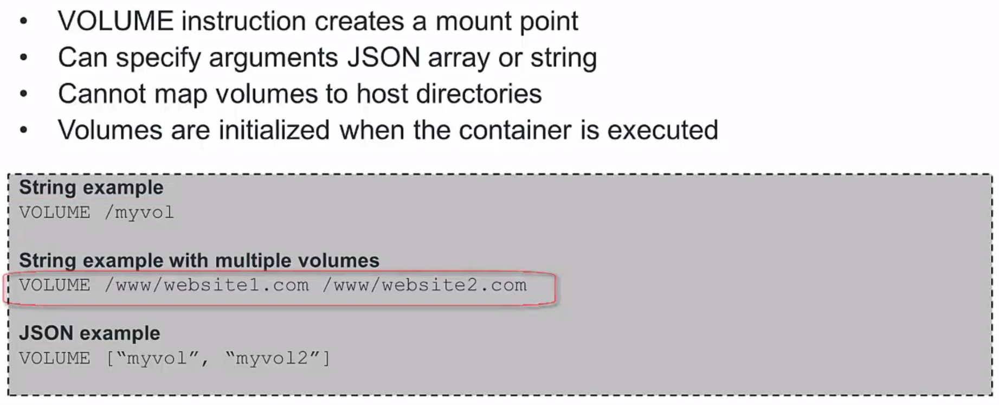 • VOLUME instruction creates a mount point
• Can specify arguments JSON array or string
• Cannot map volumes to host directories
• Volumes are initialized when the container is executed
String example
VOLUME /myvol
String example with multiple volumes
VOLUME /www/website1.com /www/website2.com
JSON example
VOLUME [“myvol”, “myvol2”]